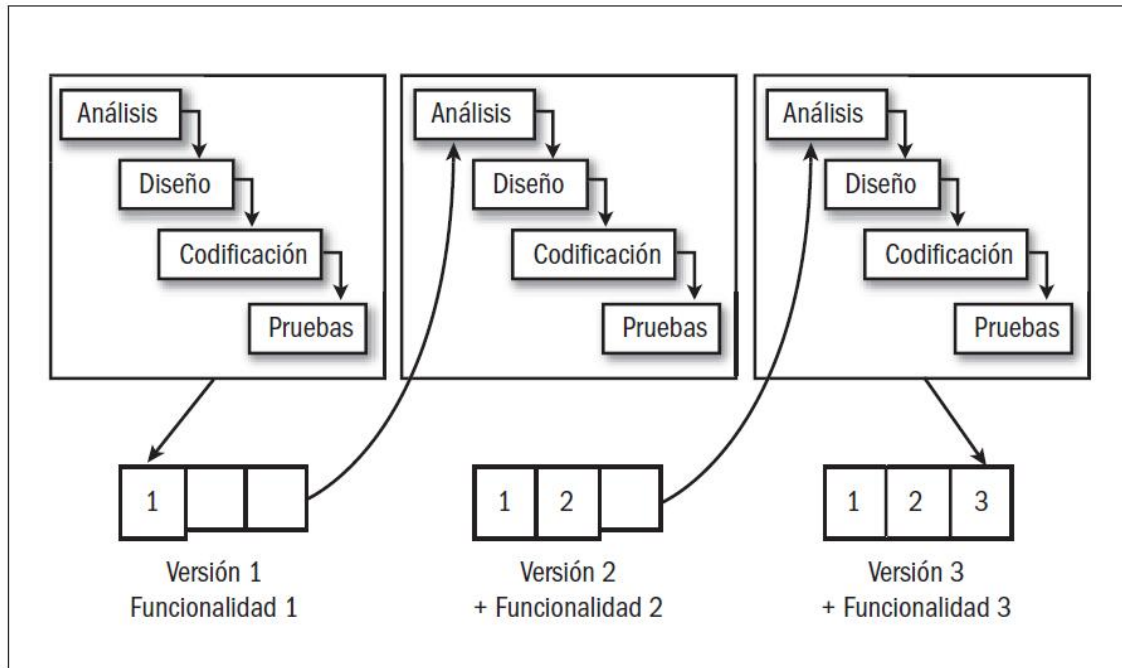 Análisis
Diseño
Codificación
Pruebas
Análisis
Diseño
Codificación
Pruebas
Análisis
Diseño
Codificación
Pruebas
1
1 2
1 2 3
Versión 1
Funcionalidad 1
Versión 2
+ Funcionalidad 2
Versión 3
+ Funcionalidad 3